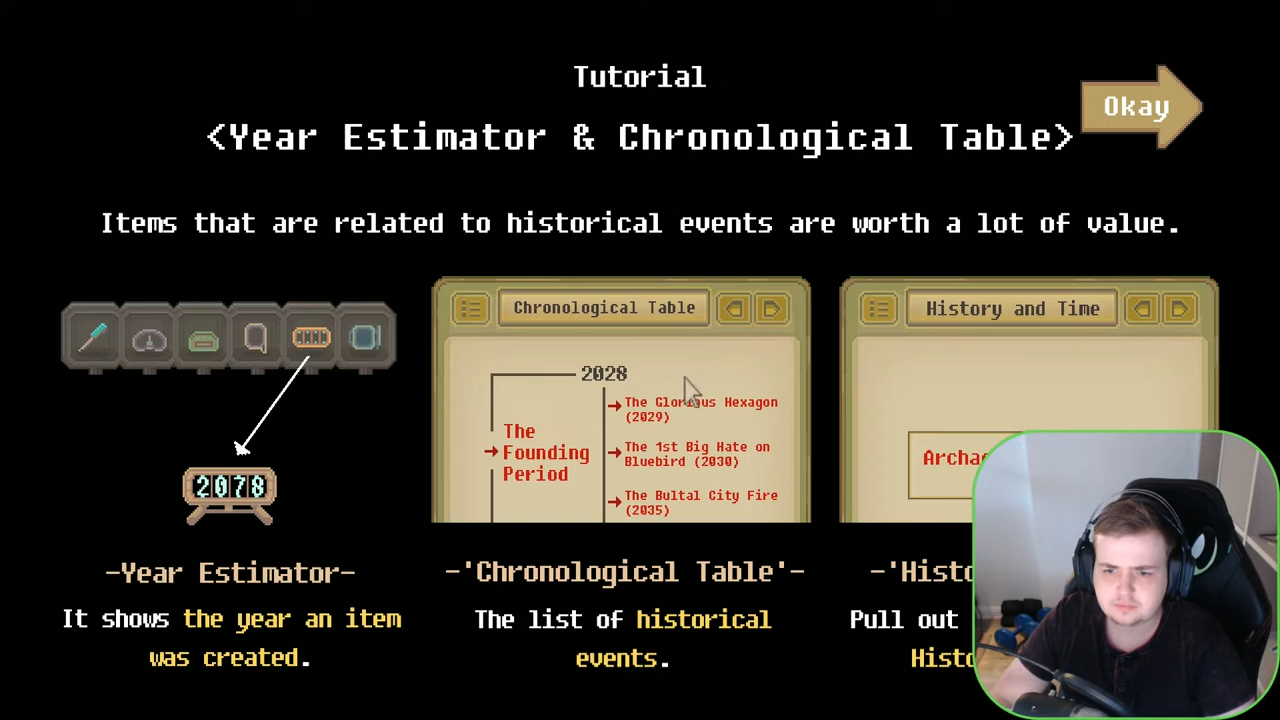 Tutorial
Okay
<Year Estimator & Chronological Table>
Items that are related to historical events are worth a lot of value.
Chronological Table
2028
The Glorious Hexagon
(2029)
The
Founding
Period
The 1st Big Hate on
Bluebird (2030)
The Bultal City Fire
(2035)
History and Time
2078
-Year Estimator-
It shows the year an item
was created.
-'Chronological Table'-
The list of historical
events.
Pull out